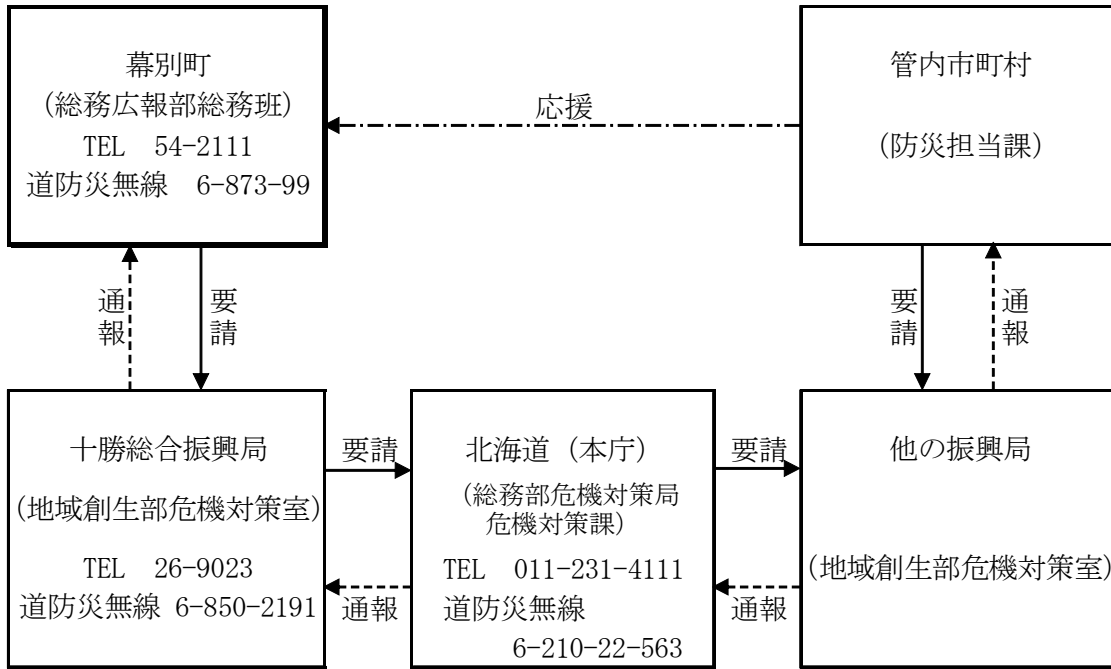 幕別町
(総務広報部総務班)
TEL 54-2111
道防災無線 6-873-99
応援
管内市町村
(防災担当課)
通報
要請
要請
通報
十勝総合振興局
(地域創生部危機対策室)
TEL 26-9023
道防災無線 6-850-2191
要請
通報
北海道（本庁）
(総務部危機対策局
危機対策課)
TEL 011-231-4111
道防災無線
6-210-22-563
要請
通報
他の振興局
(地域創生部危機対策室)